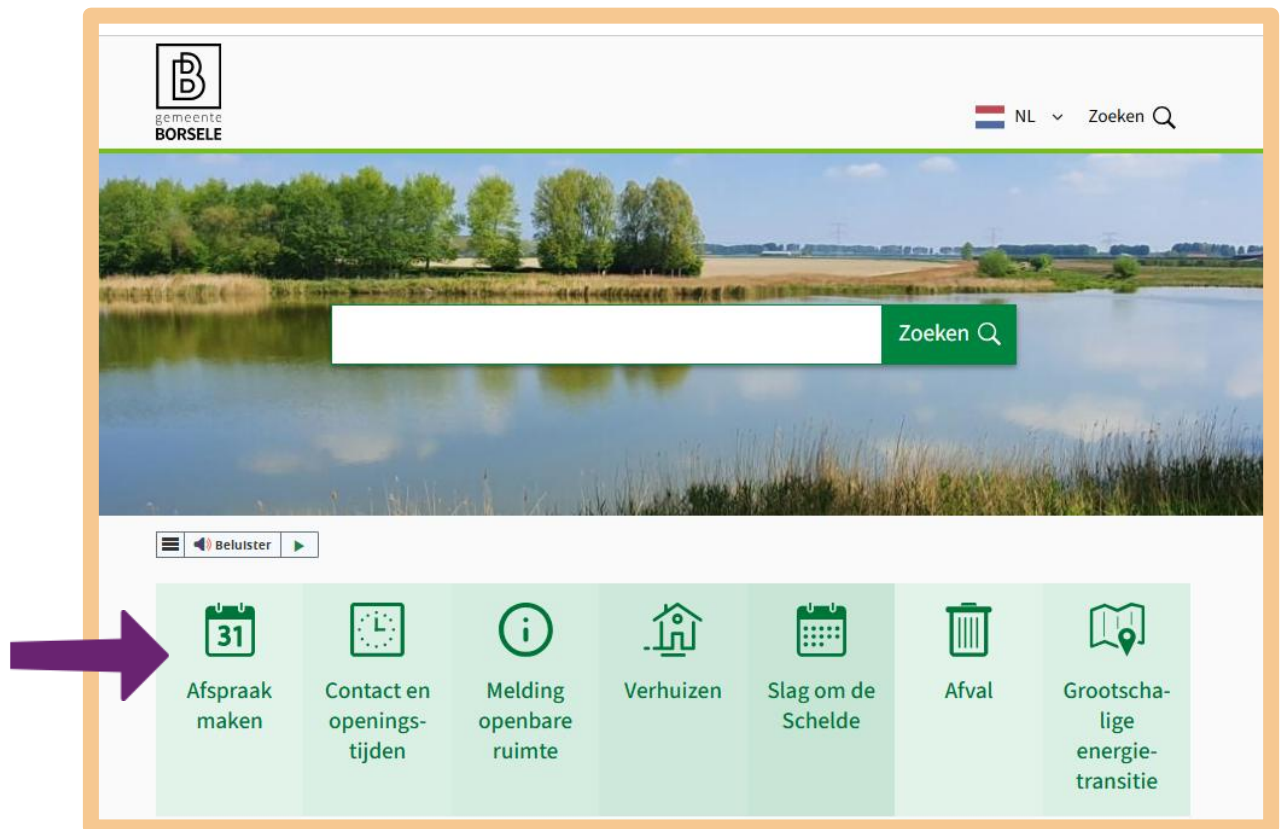 gemeente
BORSELE
NL
Zoeken
Zoeken
Beluister
31
Afspraak
maken
Contact en
openings-
tijden
Melding
openbare
ruimte
Verhuizen
Slag om de
Schelde
Afval
Grootscha-
lige
energie-
transitie